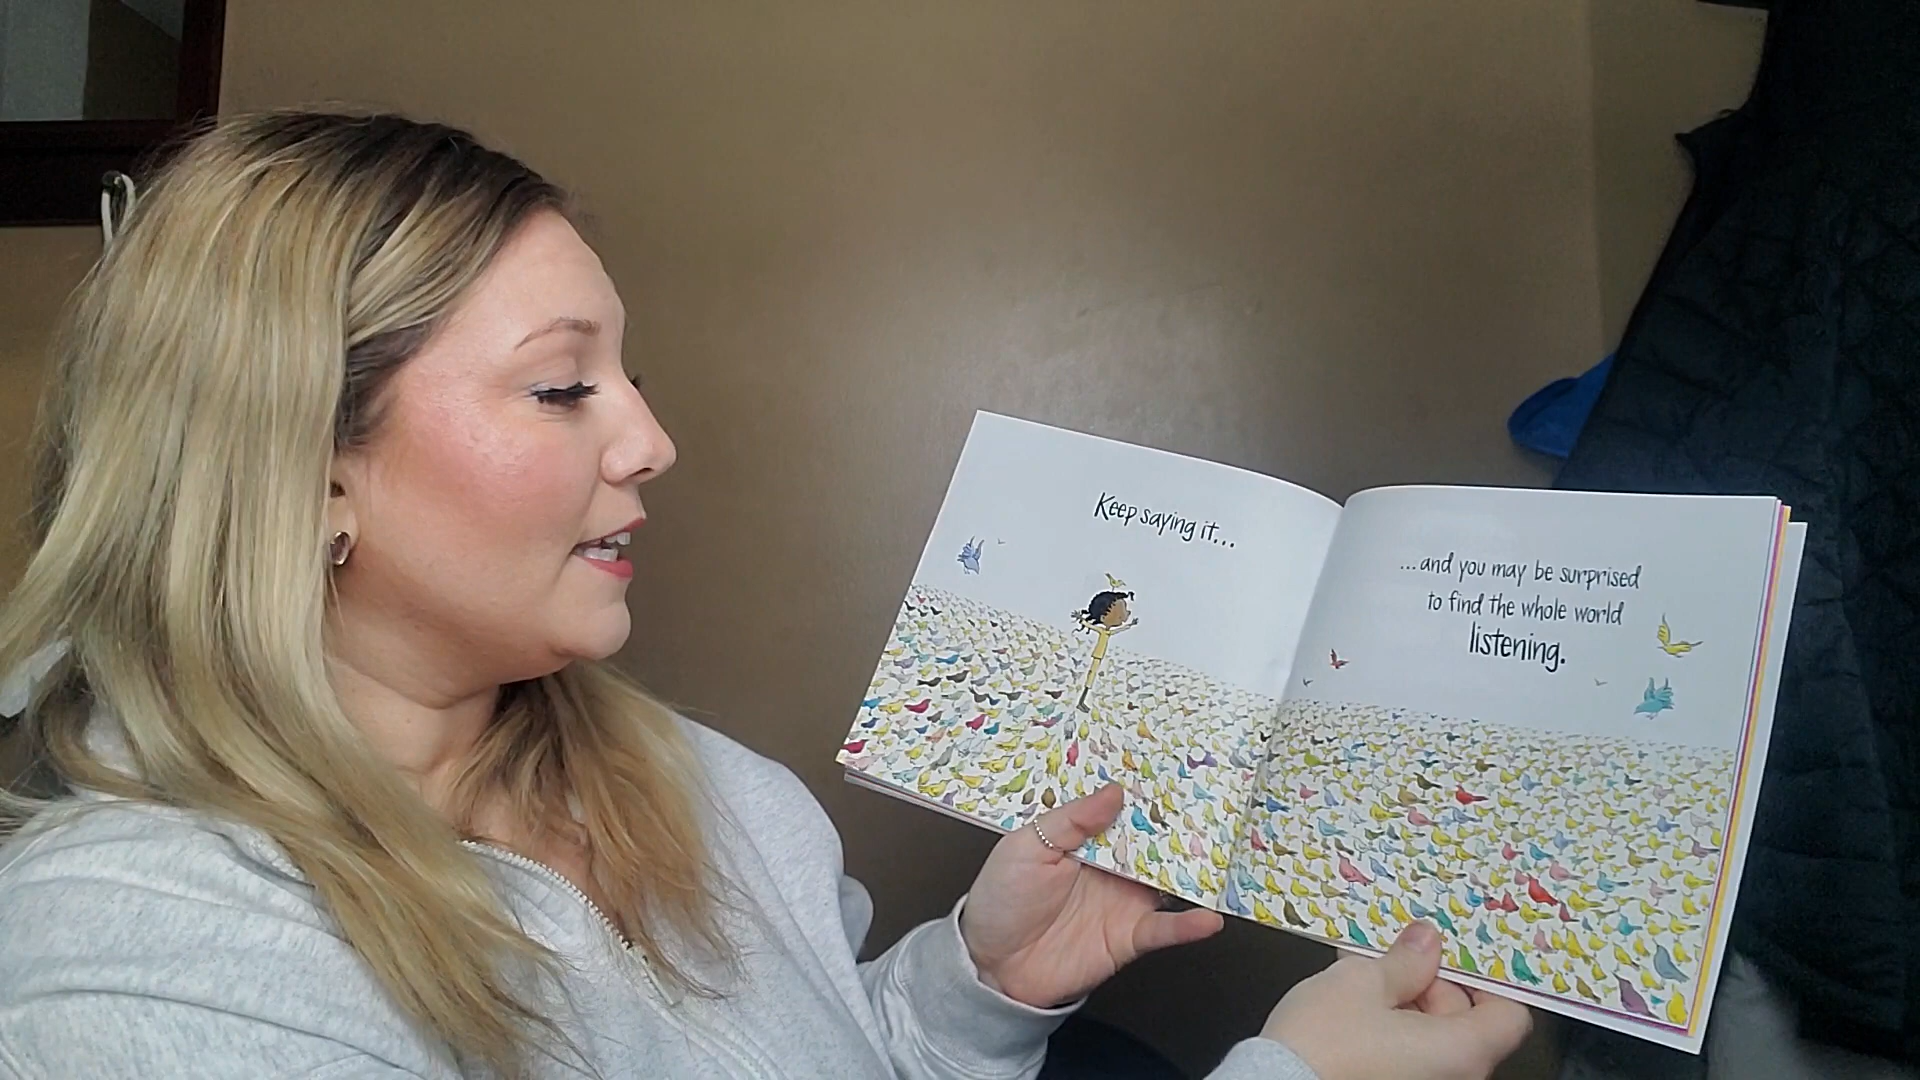 Keep saying it...
...and you may be surprised
to find the whole world
listening.